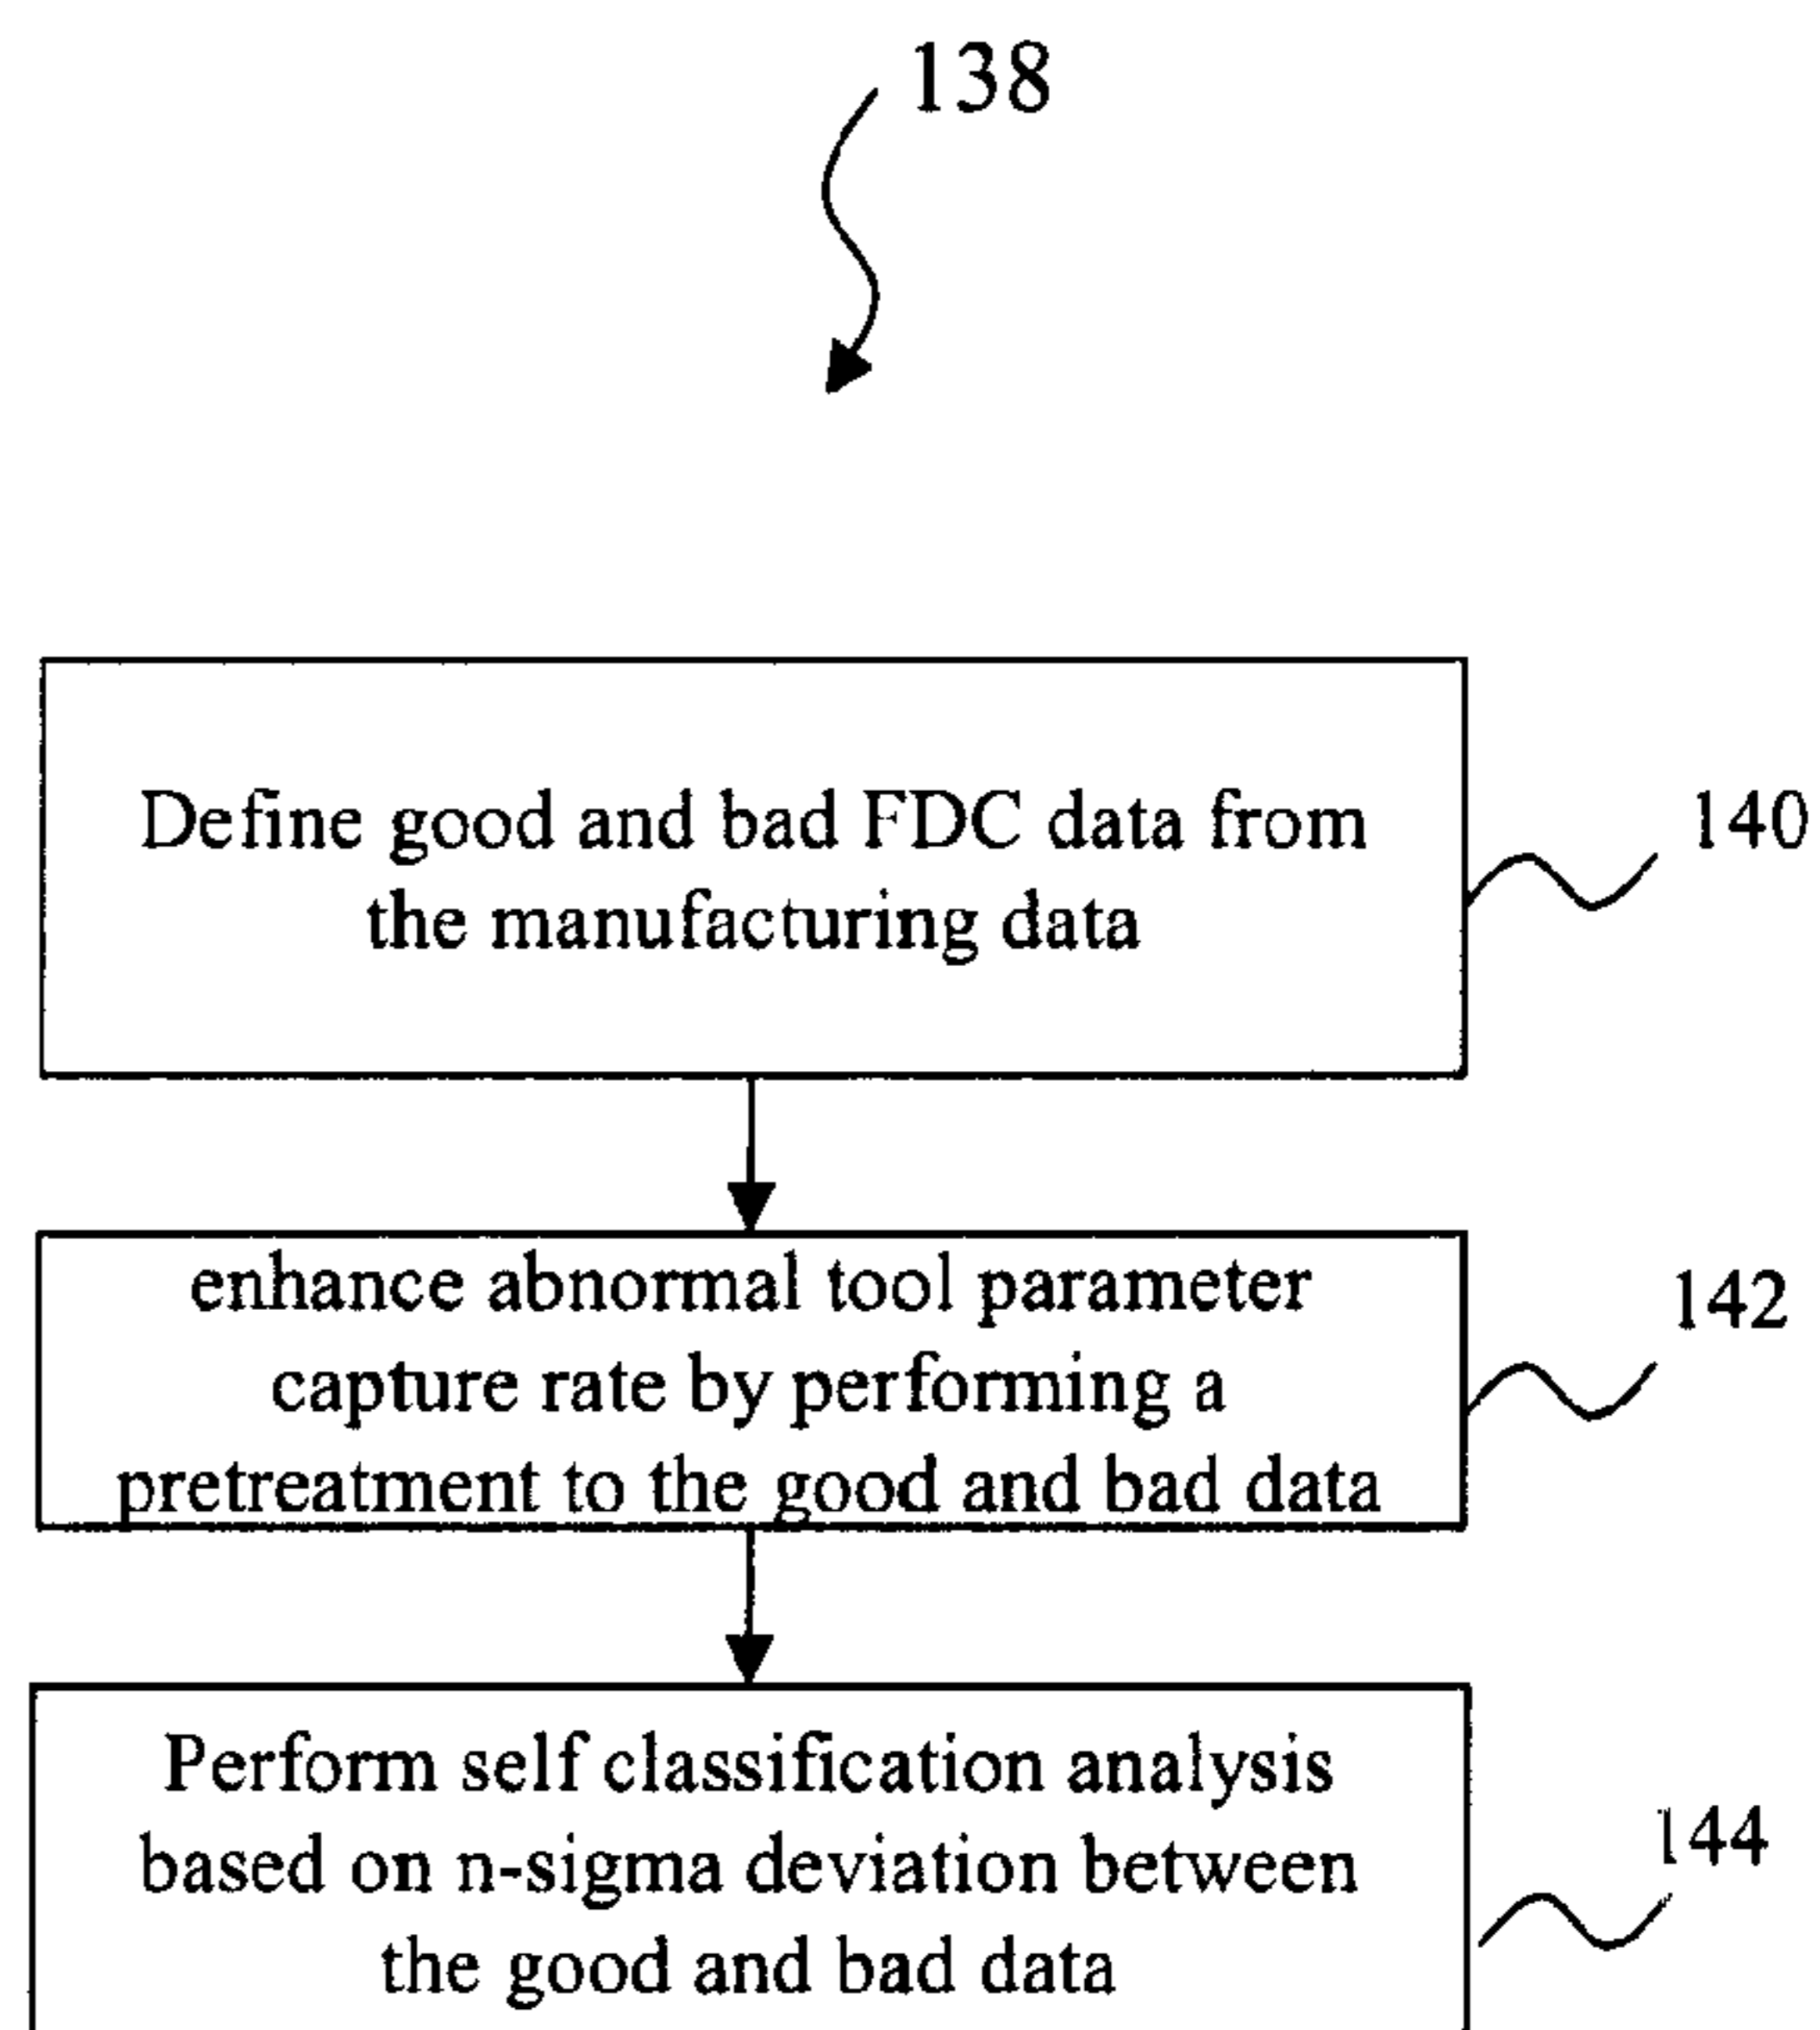 138
Define good and bad FDC data from
the manufacturing data
140
enhance abnormal tool parameter
capture rate by performing a
pretreatment to the good and bad data
142
Perform self classification analysis
based on n-sigma deviation between
the good and bad data
144